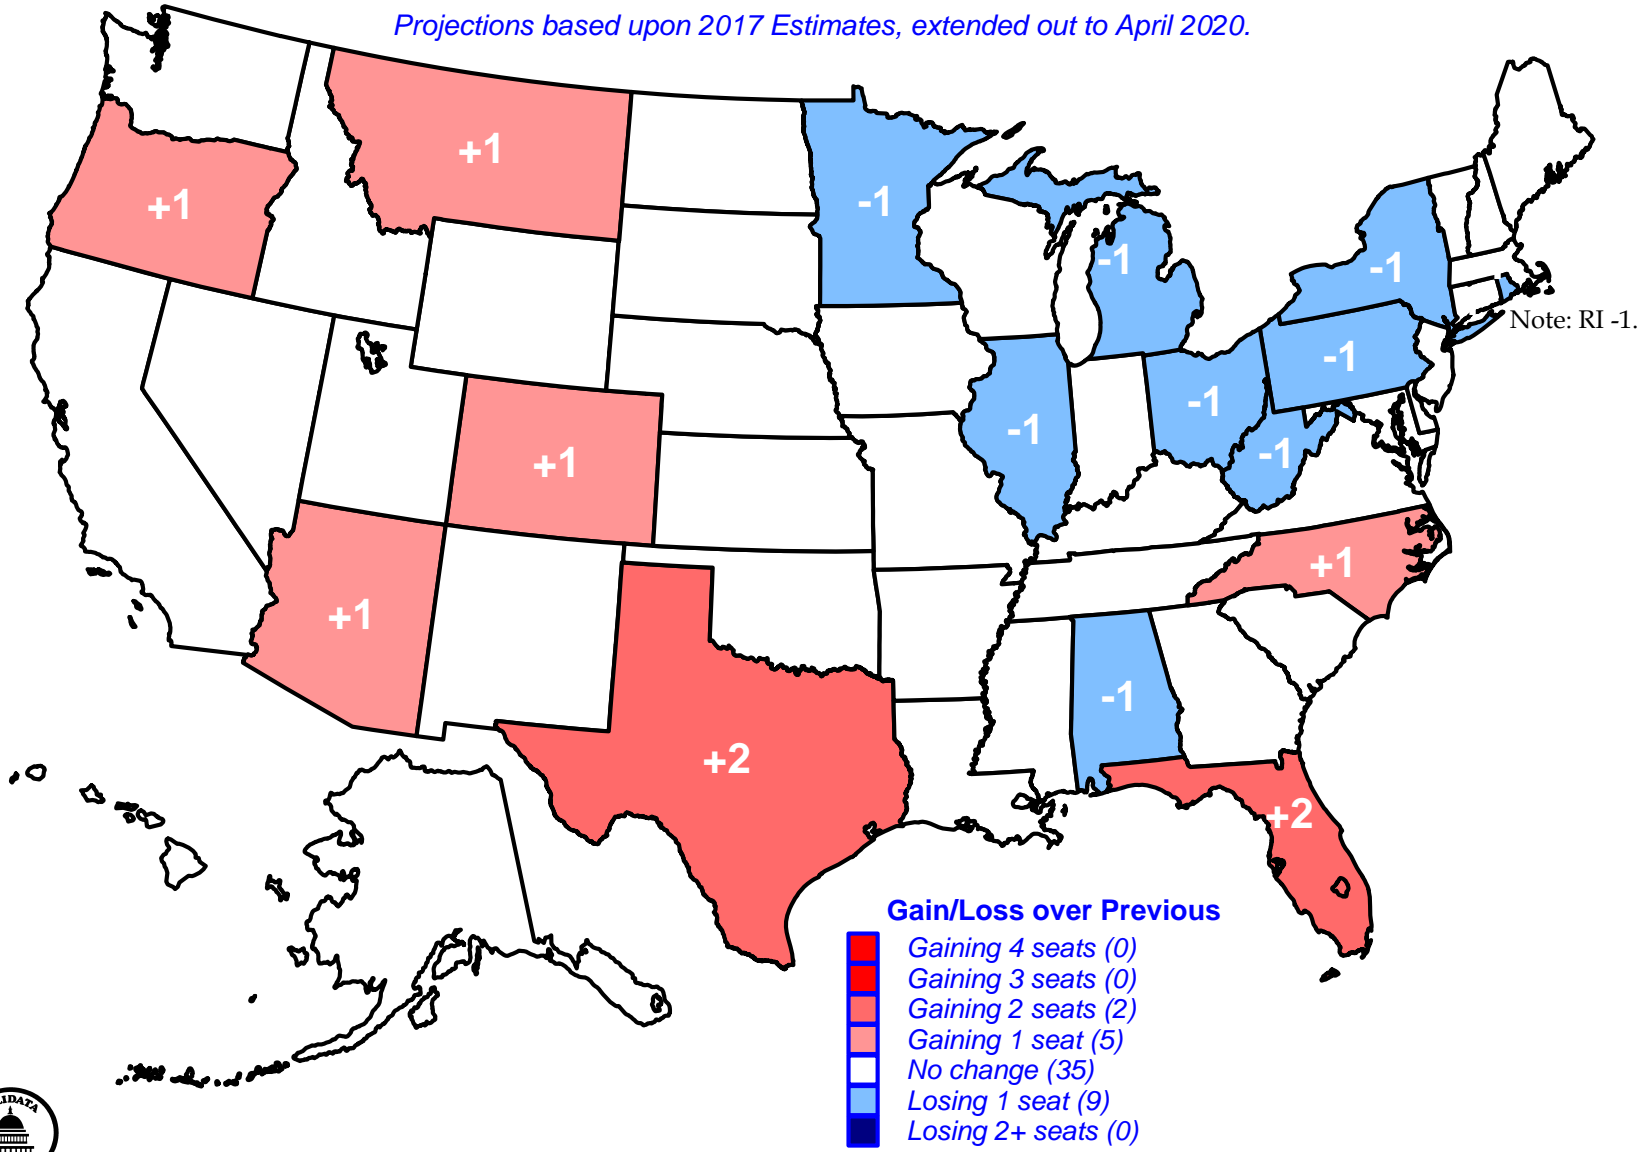 Projections based upon 2017 Estimates, extended out to April 2020.
+1
+1
-1
-1
-1
Note: RI -1.
-1
-1
-1
-1
+1
+1
+1
+1
-1
+2
+2
Gain/Loss over Previous
Gaining 4 seats (0)
Gaining 3 seats (0)
Gaining 2 seats (2)
Gaining 1 seat (5)
No change (35)
Losing 1 seat (9)
Losing 2+ seats (0)
LIDATA